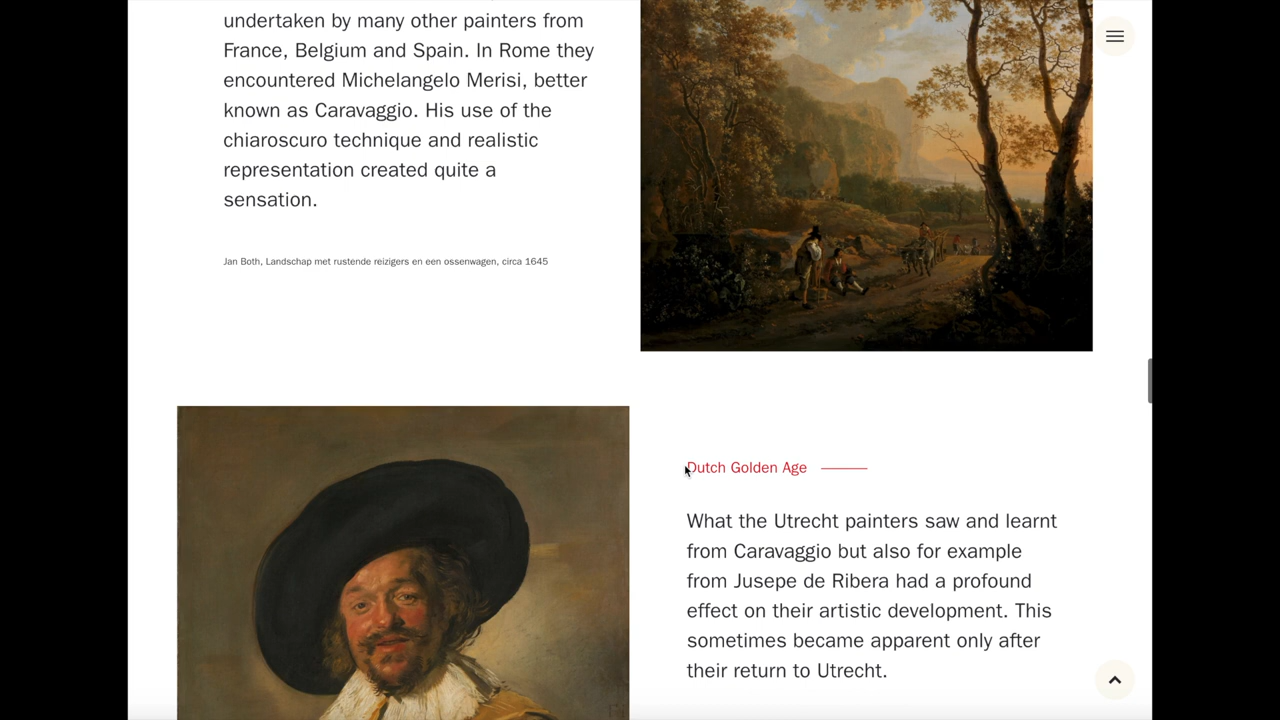 undertaken by many other painters from
France, Belgium and Spain. In Rome they
encountered Michelangelo Merisi, better
known as Caravaggio. His use of the
chiaroscuro technique and realistic
representation created quite a
sensation.
Jan Both, Landschap met rustende reizigers en een ossenwagen, circa 1645
Dutch Golden Age
What the Utrecht painters saw and learnt
from Caravaggio but also for example
from Jusepe de Ribera had a profound
effect on their artistic development. This
sometimes became apparent only after
their return to Utrecht.